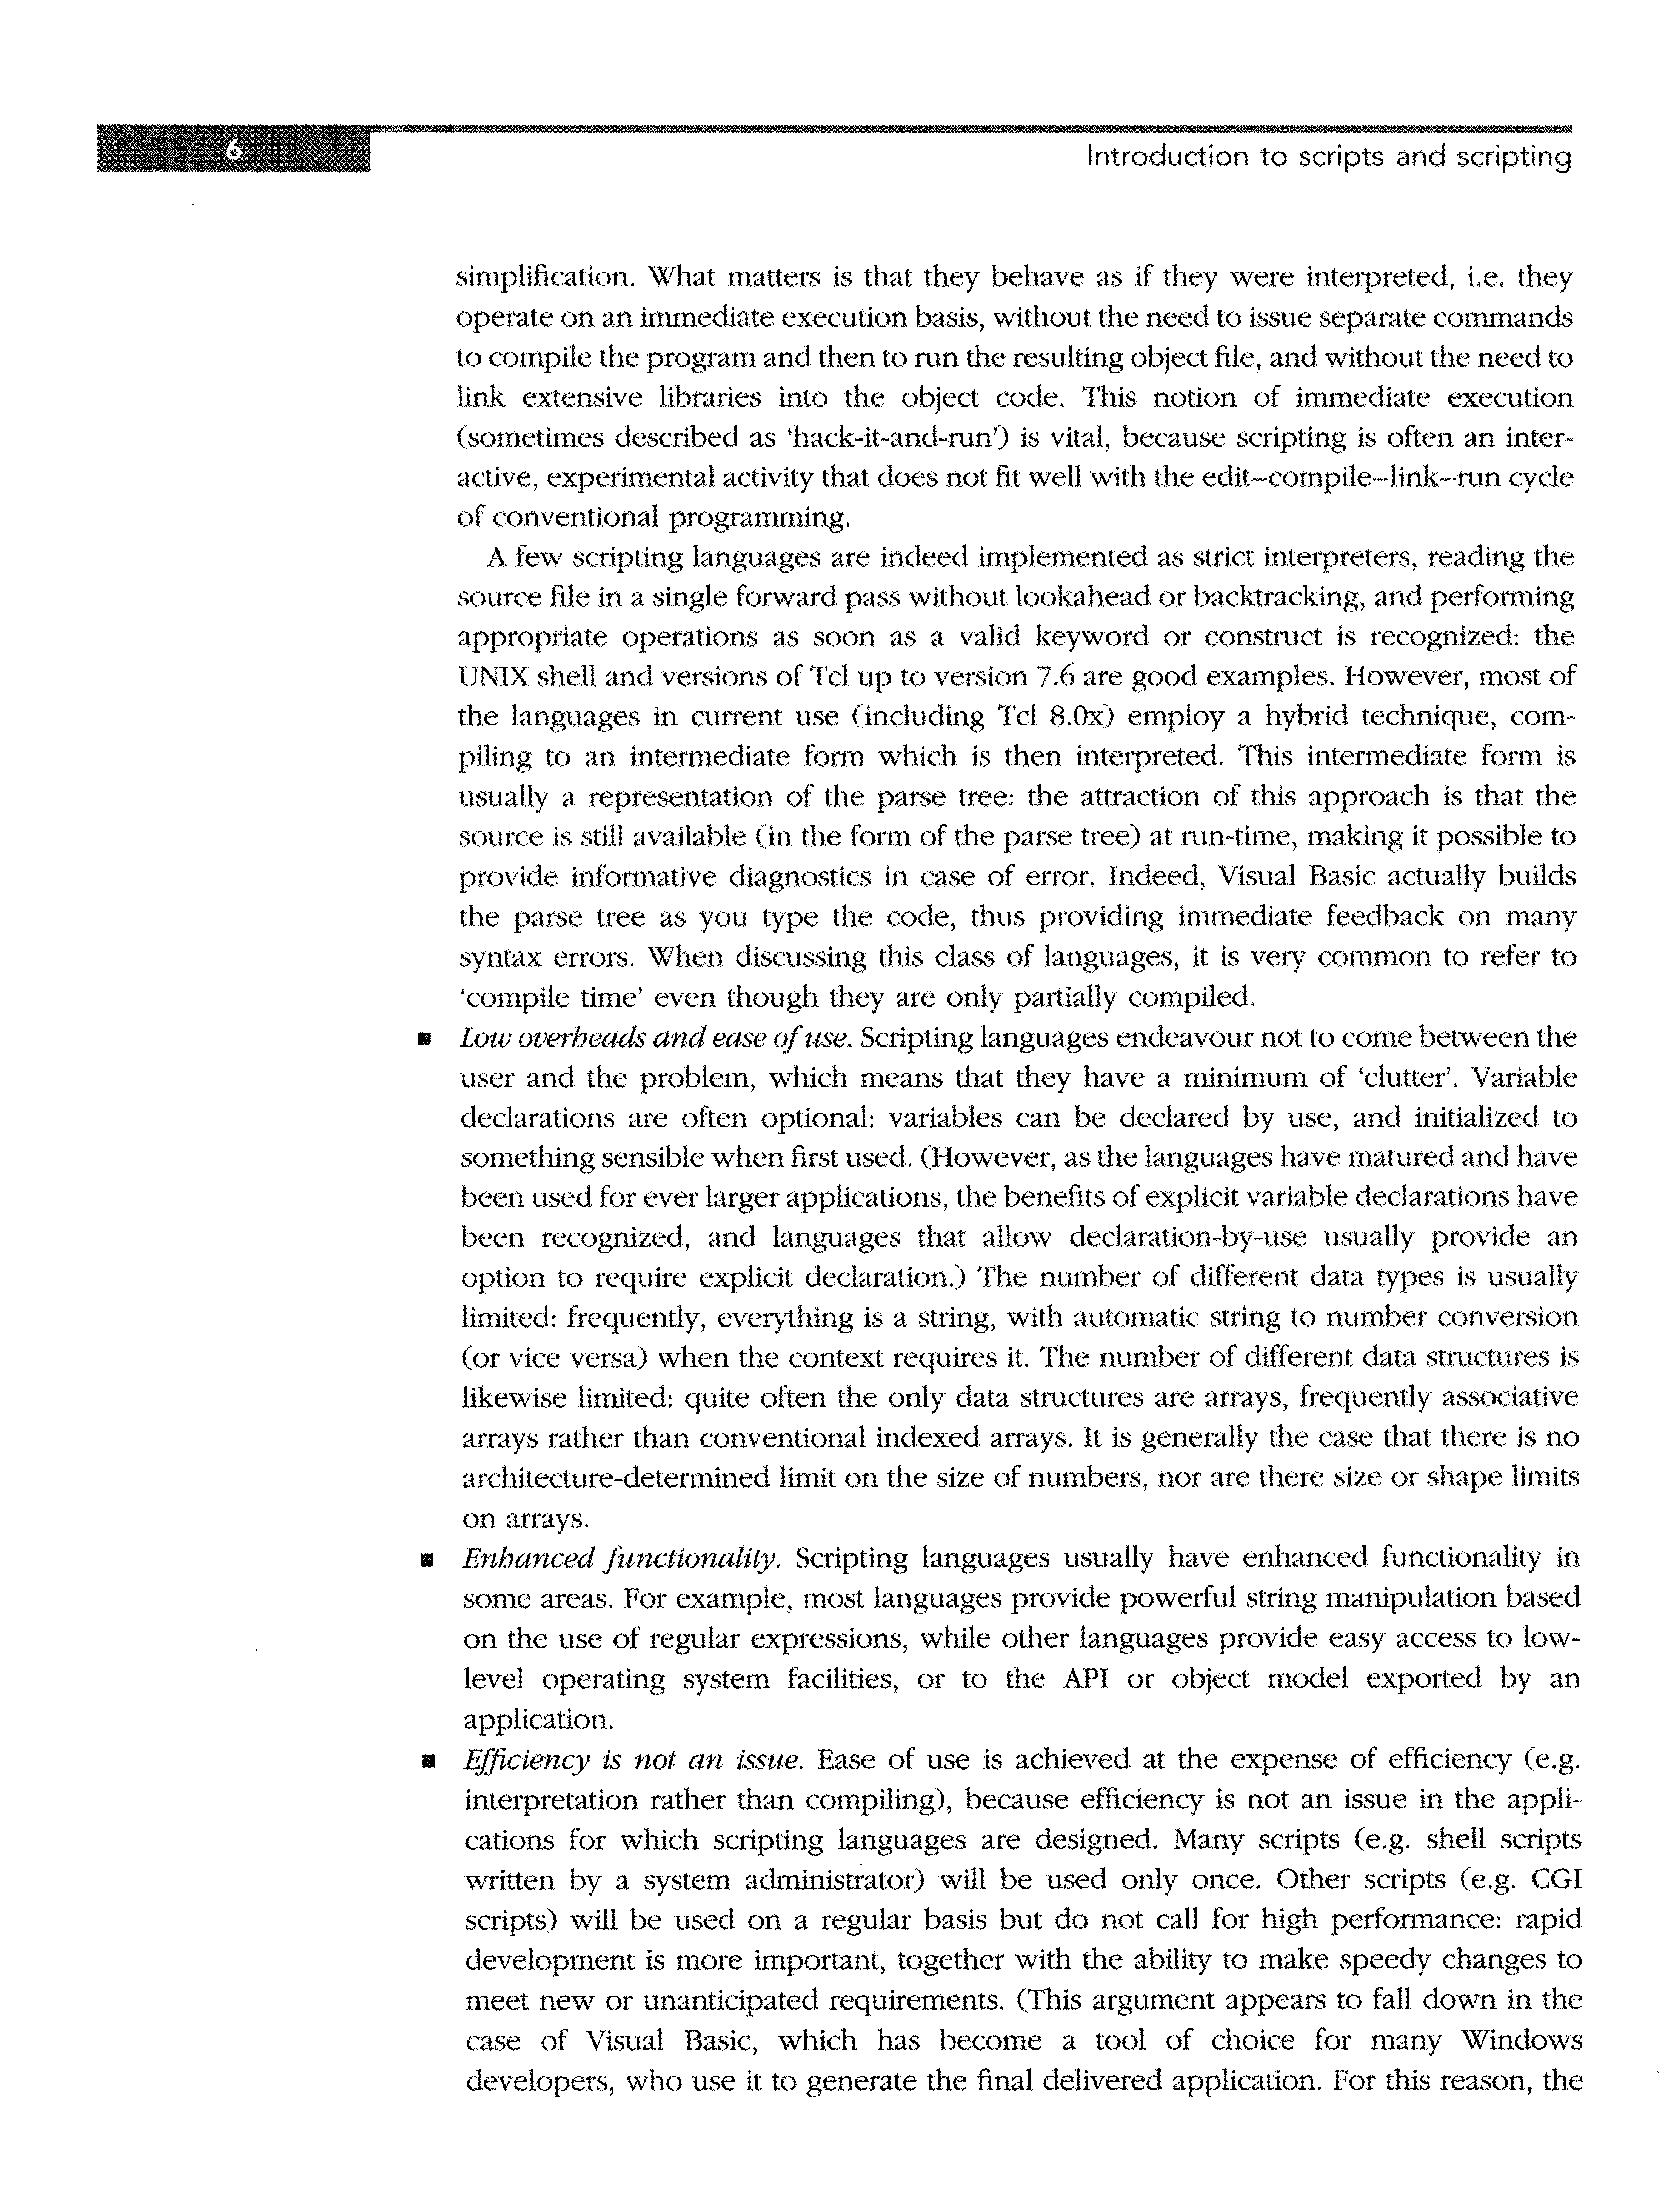 6
Introduction to scripts and scripting
simplification. What matters is that they behave as if they were interpreted, i.e. they
operate on an immediate execution basis, without the need to issue separate commands
to compile the program and then to run the resulting object file, and without the need to
link extensive libraries into the object code. This notion of immediate execution
(sometimes described as ‘hack-it-and-run’) is vital, because scripting is often an inter-
active, experimental activity that does not fit well with the edit–compile–link–run cycle
of conventional programming.
A few scripting languages are indeed implemented as strict interpreters, reading the
source file in a single forward pass without lookahead or backtracking, and performing
appropriate operations as soon as a valid keyword or construct is recognized: the
UNIX shell and versions of Tcl up to version 7.6 are good examples. However, most of
the languages in current use (including Tcl 8.0x) employ a hybrid technique, com-
piling to an intermediate form which is then interpreted. This intermediate form is
usually a representation of the parse tree: the attraction of this approach is that the
source is still available (in the form of the parse tree) at run-time, making it possible to
provide informative diagnostics in case of error. Indeed, Visual Basic actually builds
the parse tree as you type the code, thus providing immediate feedback on many
syntax errors. When discussing this class of languages, it is very common to refer to
‘compile time’ even though they are only partially compiled.
■ Low overheads and ease of use. Scripting languages endeavour not to come between the
user and the problem, which means that they have a minimum of ‘clutter’. Variable
declarations are often optional: variables can be declared by use, and initialized to
something sensible when first used. (However, as the languages have matured and have
been used for ever larger applications, the benefits of explicit variable declarations have
been recognized, and languages that allow declaration-by-use usually provide an
option to require explicit declaration.) The number of different data types is usually
limited: frequently, everything is a string, with automatic string to number conversion
(or vice versa) when the context requires it. The number of different data structures is
likewise limited: quite often the only data structures are arrays, frequently associative
arrays rather than conventional indexed arrays. It is generally the case that there is no
architecture-determined limit on the size of numbers, nor are there size or shape limits
on arrays.
■ Enhanced functionality. Scripting languages usually have enhanced functionality in
some areas. For example, most languages provide powerful string manipulation based
on the use of regular expressions, while other languages provide easy access to low-
level operating system facilities, or to the API or object model exported by an
application.
■ Efficiency is not an issue. Ease of use is achieved at the expense of efficiency (e.g.
interpretation rather than compiling), because efficiency is not an issue in the appli-
cations for which scripting languages are designed. Many scripts (e.g. shell scripts
written by a system administrator) will be used only once. Other scripts (e.g. CGI
scripts) will be used on a regular basis but do not call for high performance: rapid
development is more important, together with the ability to make speedy changes to
meet new or unanticipated requirements. (This argument appears to fall down in the
case of Visual Basic, which has become a tool of choice for many Windows
developers, who use it to generate the final delivered application. For this reason, the